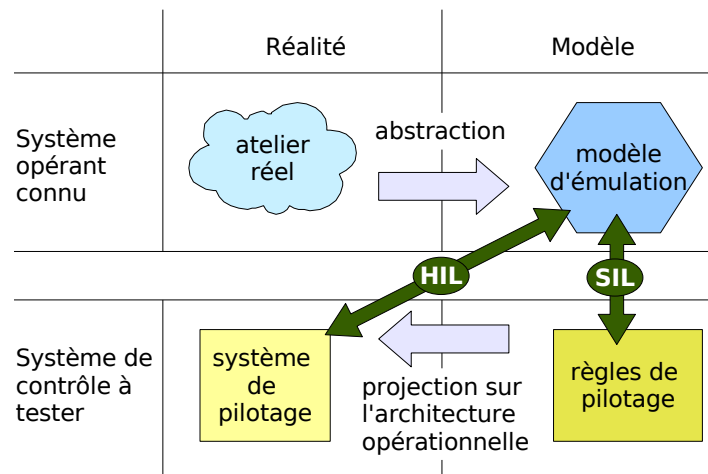 Réalité
Modèle
Système
opérant
connu
atelier
réel
abstraction
modèle
d'émulation
HIL
SIL
Système de
contrôle à
tester
système
de
pilotage
projection sur
l'architecture
opérationnelle
règles de
pilotage